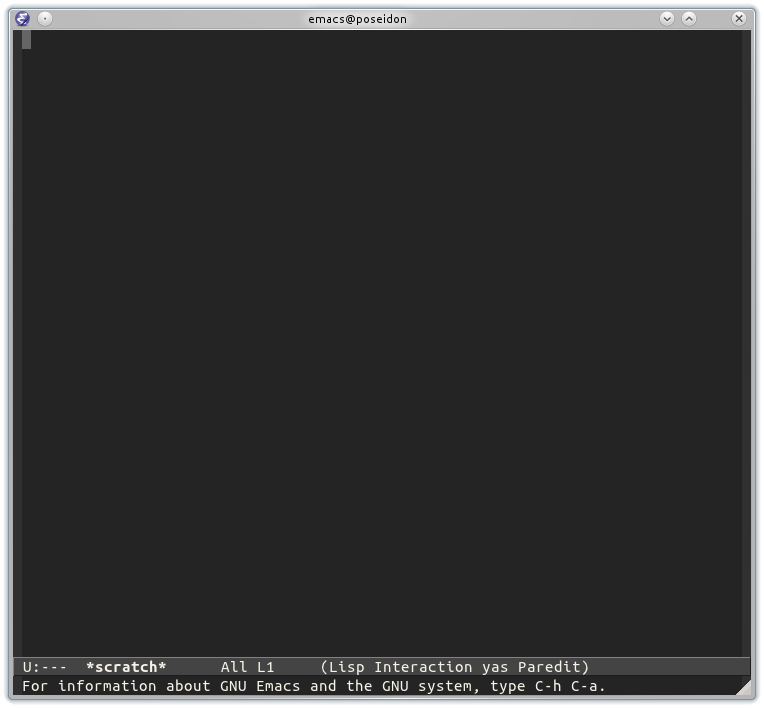 emacs@poseidon
U:---  *scratch*      All L1     (Lisp Interaction yas Paredit)
For information about GNU Emacs and the GNU system, type C-h C-a.